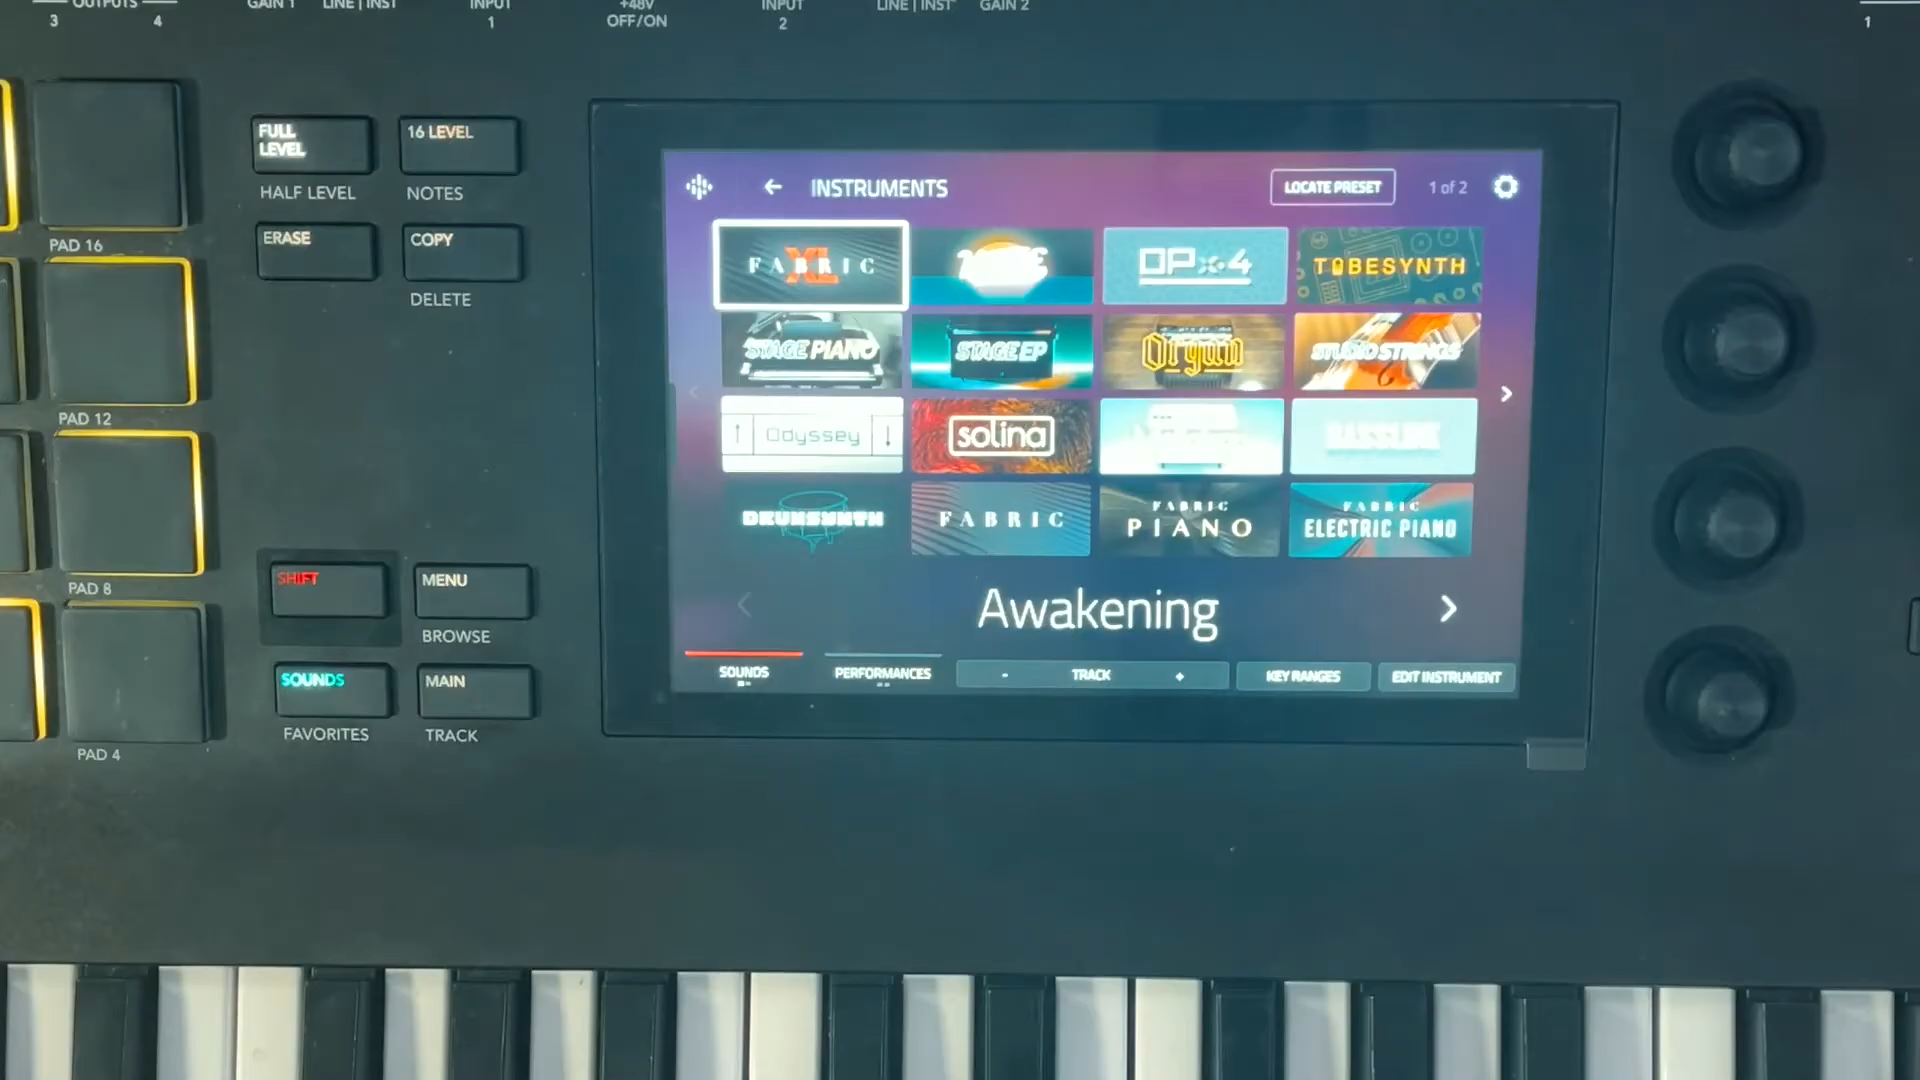 OUTPUTS
3
4
GAIN 1
LINE | INST
INPUT
1
+48V
OFF/ON
INPUT
2
LINE | INST
GAIN 2
1
FULL
LEVEL
16 LEVEL
HALF LEVEL
NOTES
ERASE
COPY
DELETE
PAD 16
PAD 12
PAD 8
PAD 4
SHIFT
MENU
BROWSE
SOUNDS
MAIN
FAVORITES
TRACK
INSTRUMENTS
LOCATE PRESET
1 of 2
FABRIC
XL
OPx-4
TUBESYNTH
STAGE PIANO
STAGE EP
Organ
STUDIO STRINGS
Odyssey
solina
BASSLINE
DRUMSYNTH
FABRIC
FABRIC
PIANO
FABRIC
ELECTRIC PIANO
Awakening
SOUNDS
PERFORMANCES
-
TRACK
+
KEY RANGES
EDIT INSTRUMENT